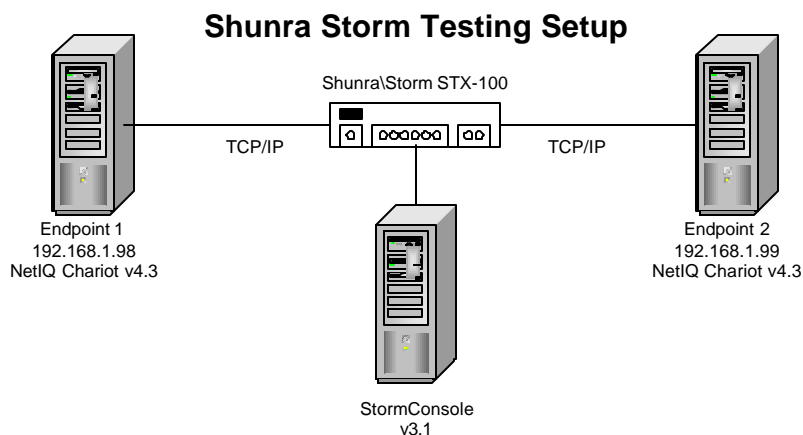 Shunra Storm Testing Setup
Shunra\Storm STX-100
TCP/IP
TCP/IP
Endpoint 1
192.168.1.98
NetIQ Chariot v4.3
Endpoint 2
192.168.1.99
NetIQ Chariot v4.3
StormConsole
v3.1